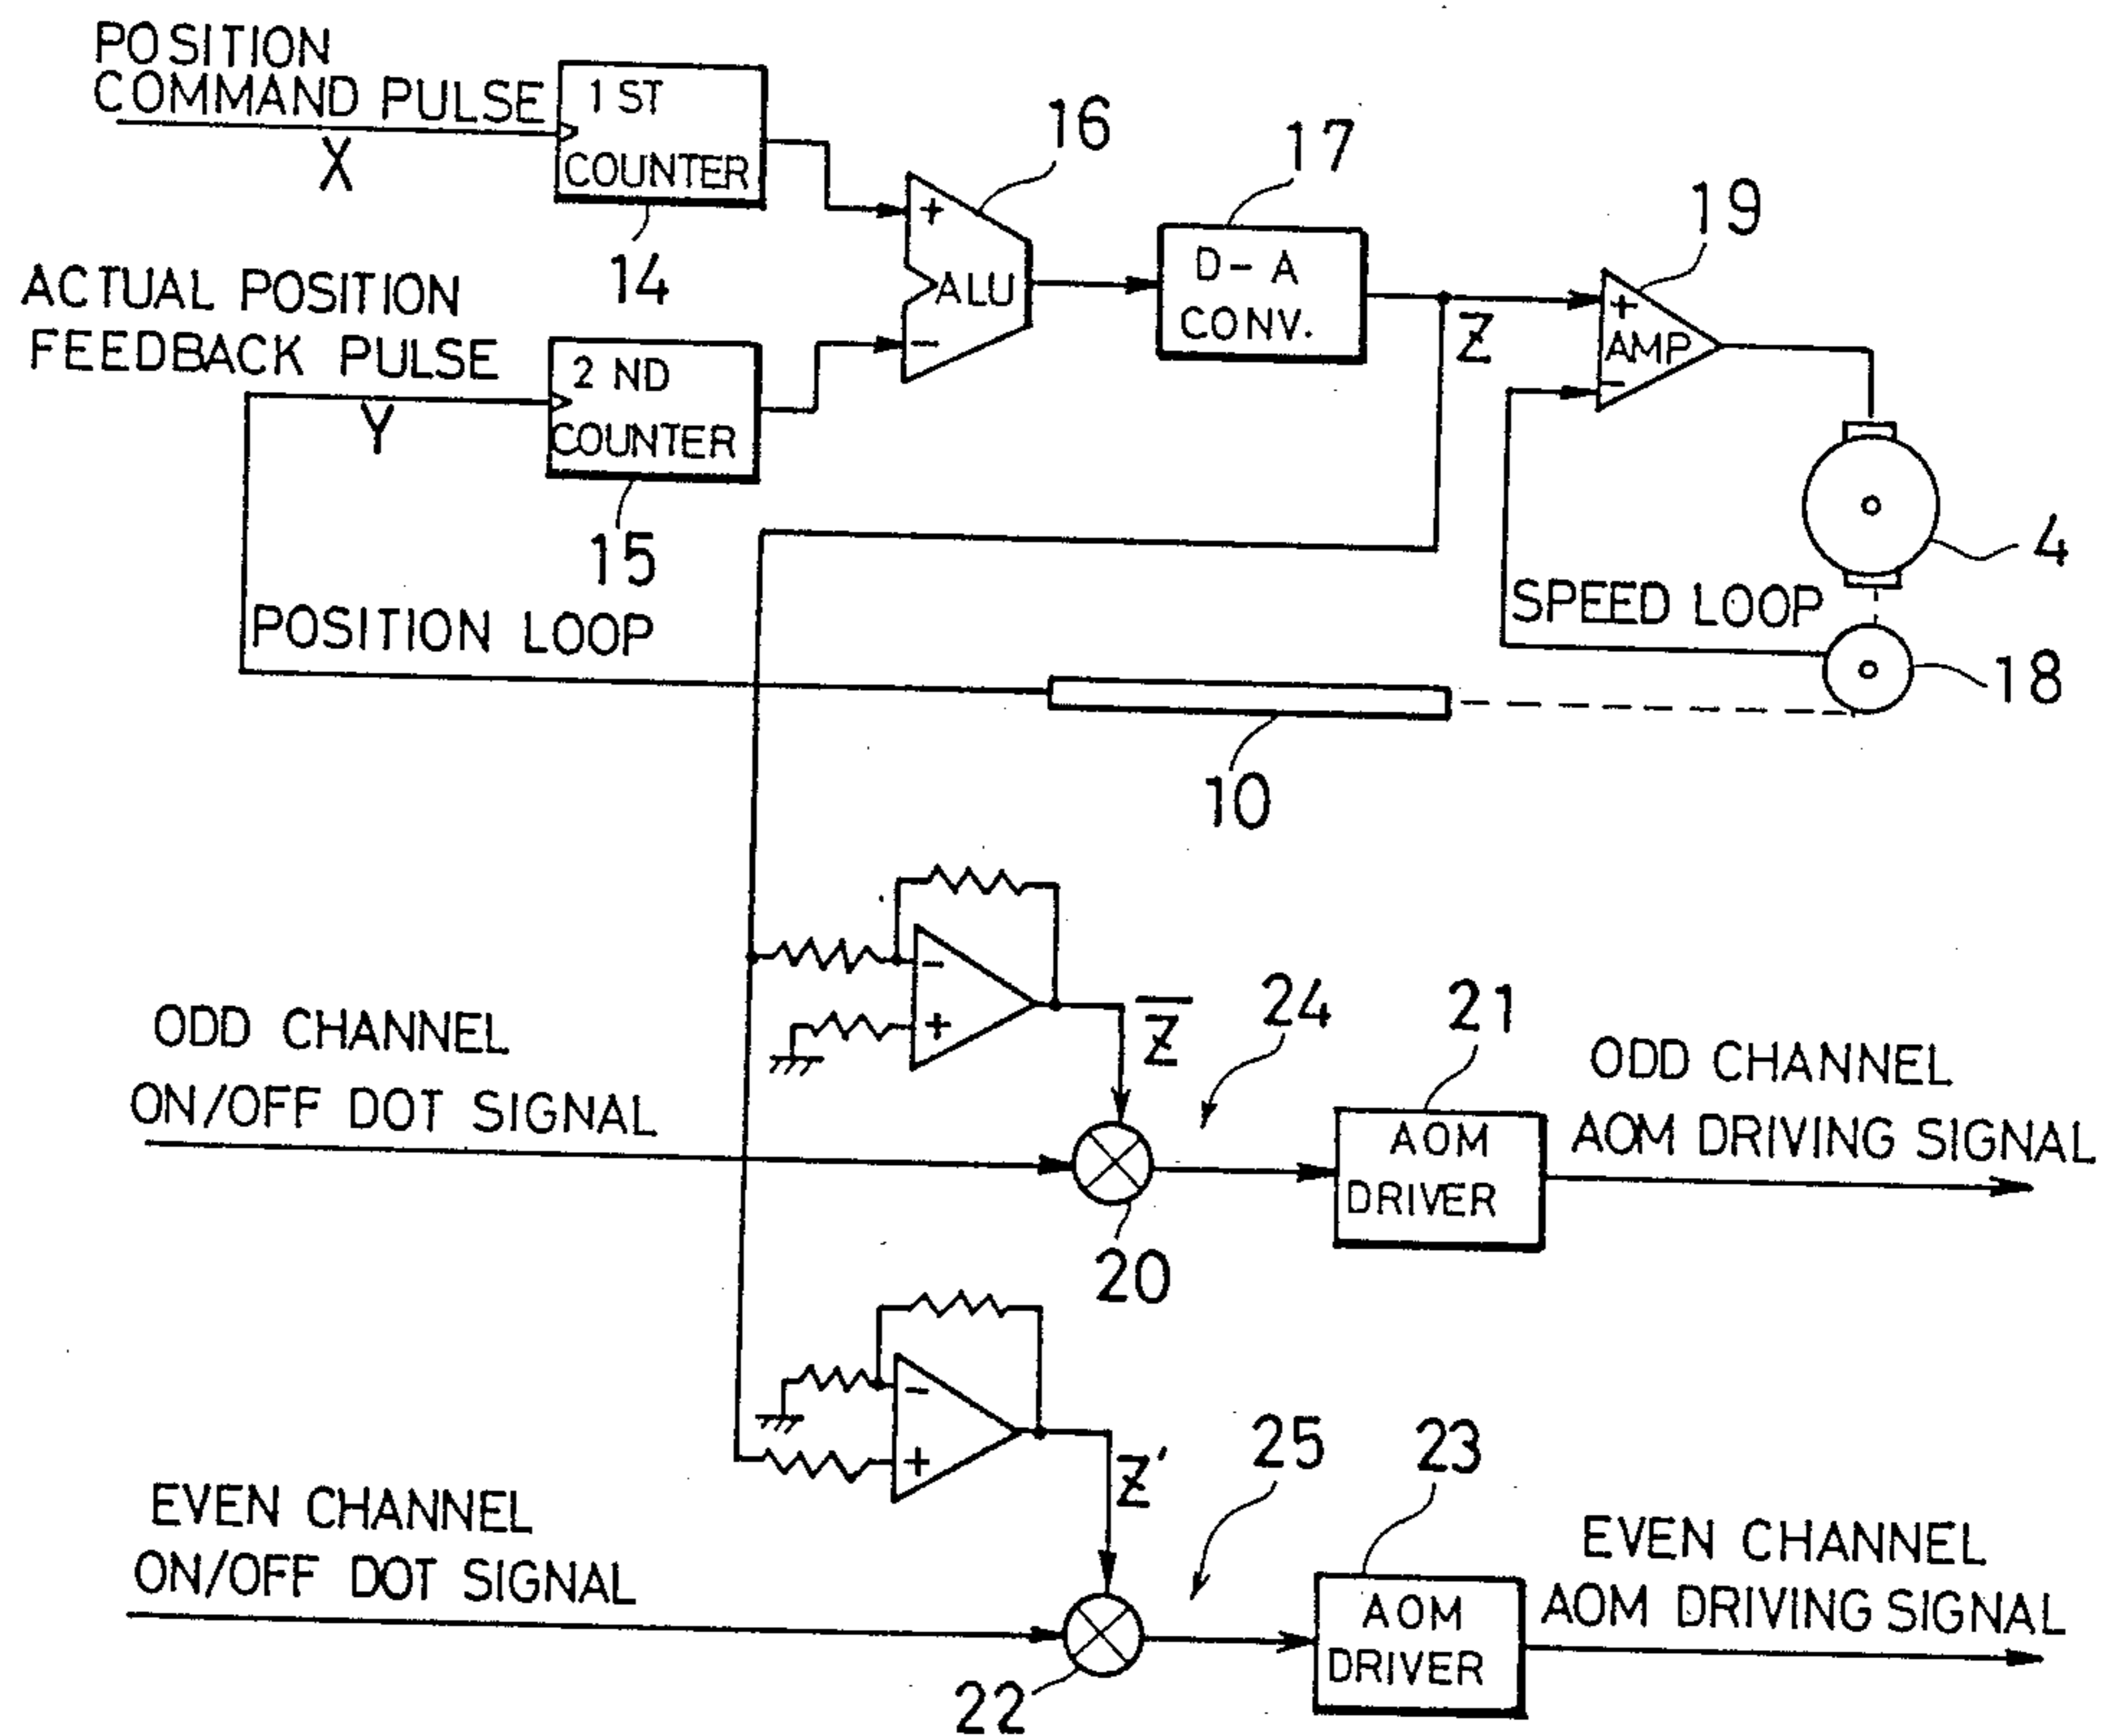 POSITION
COMMAND PULSE
X
1 ST
COUNTER
14
16
17
19
ACTUAL POSITION
FEEDBACK PULSE
Y
2 ND
COUNTER
15
+
ALU
-
D-A
CONV.
Z
+
AMP
-
4
SPEED LOOP
18
POSITION LOOP
10
-
+
Z̅
24
21
ODD CHANNEL
ON/OFF DOT SIGNAL
20
AOM
DRIVER
ODD CHANNEL
AOM DRIVING SIGNAL
-
+
Z'
25
23
EVEN CHANNEL
ON/OFF DOT SIGNAL
22
AOM
DRIVER
EVEN CHANNEL
AOM DRIVING SIGNAL